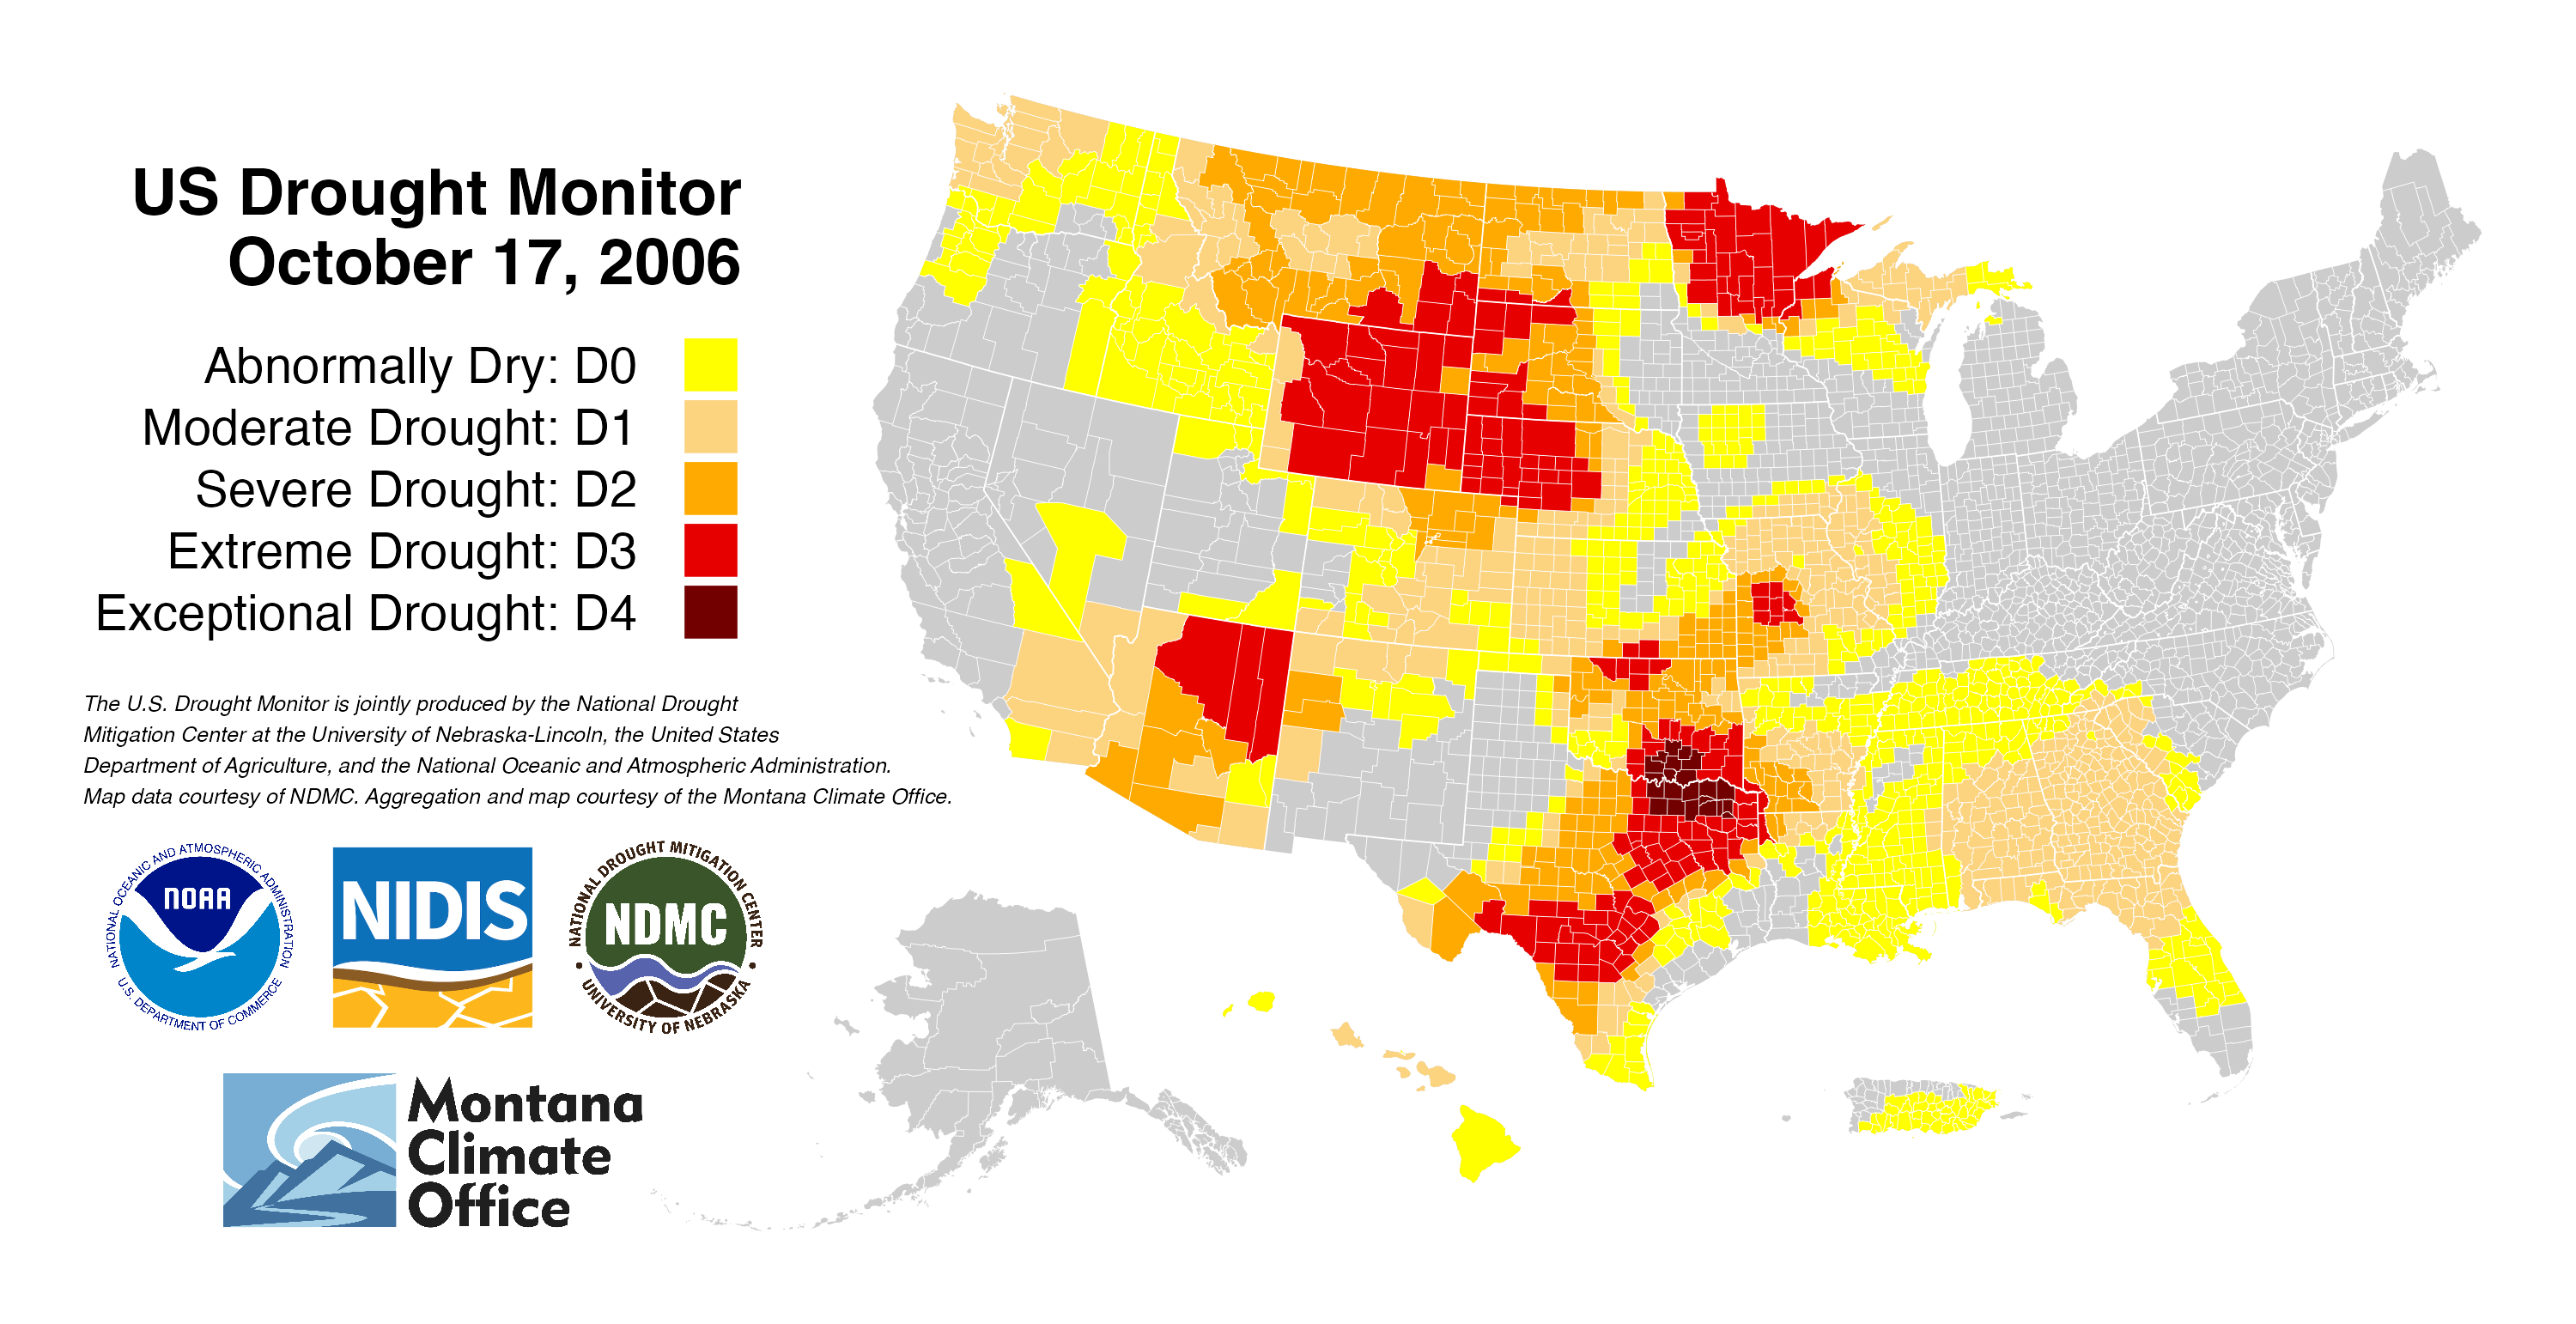 US Drought Monitor
October 17, 2006
Abnormally Dry: D0
Moderate Drought: D1
Severe Drought: D2
Extreme Drought: D3
Exceptional Drought: D4
The U.S. Drought Monitor is jointly produced by the National Drought
Mitigation Center at the University of Nebraska-Lincoln, the United States
Department of Agriculture, and the National Oceanic and Atmospheric Administration.
Map data courtesy of NDMC. Aggregation and map courtesy of the Montana Climate Office.
NATIONAL OCEANIC AND ATMOSPHERIC ADMINISTRATION
NOAA
U.S. DEPARTMENT OF COMMERCE
NIDIS
NATIONAL DROUGHT MITIGATION CENTER
NDMC
UNIVERSITY OF NEBRASKA
Montana
Climate
Office